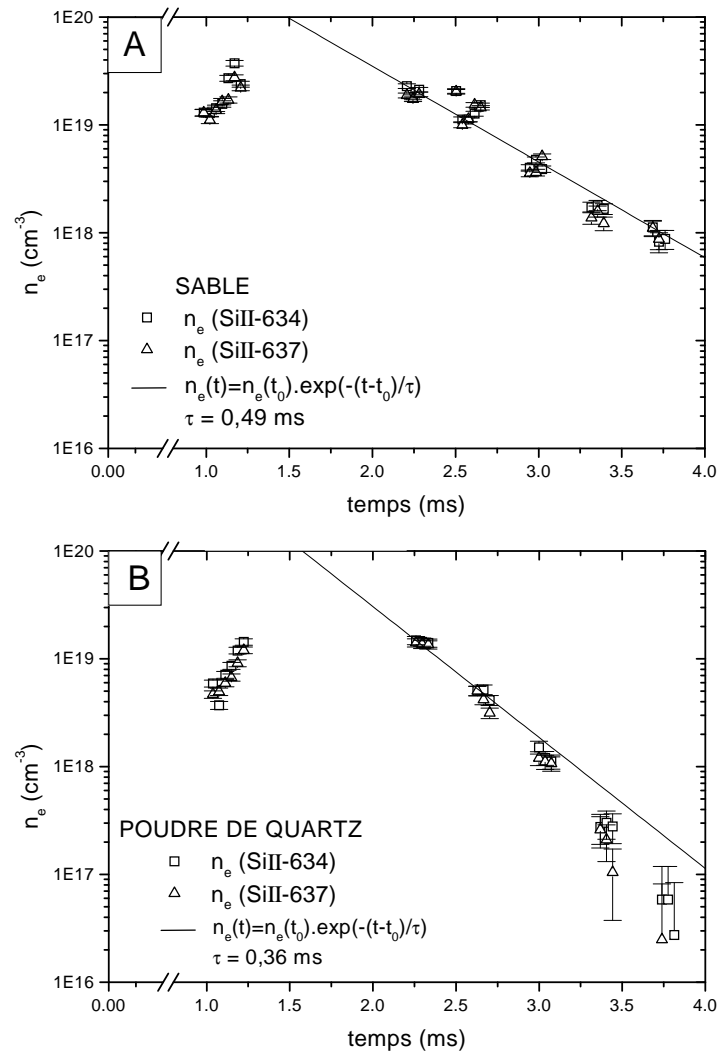 A
1E20
1E19
1E18
1E17
1E16
n_e (cm^-3)
SABLE
n_e (SiII-634)
n_e (SiII-637)
n_e(t)=n_e(t_0).exp(-(t-t_0)/τ)
τ = 0,49 ms
0.00 1.0 1.5 2.0 2.5 3.0 3.5 4.0
temps (ms)
B
1E20
1E19
1E18
1E17
1E16
n_e (cm^-3)
POUDRE DE QUARTZ
n_e (SiII-634)
n_e (SiII-637)
n_e(t)=n_e(t_0).exp(-(t-t_0)/τ)
τ = 0,36 ms
0.00 1.0 1.5 2.0 2.5 3.0 3.5 4.0
temps (ms)